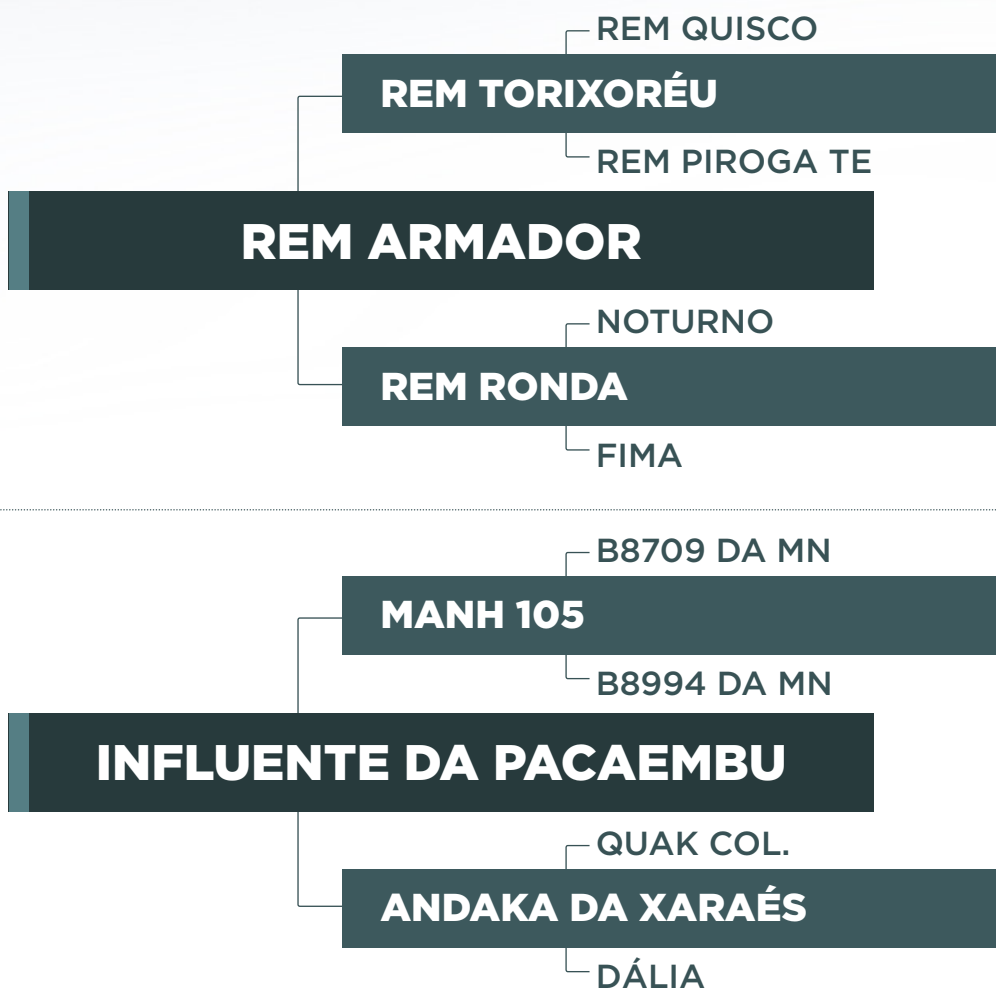 REM QUISCO
REM TORIXORÉU
REM PIROGA TE
REM ARMADOR
NOTURNO
REM RONDA
FIMA
B8709 DA MN
MANH 105
B8994 DA MN
INFLUENTE DA PACAEMBU
QUAK COL.
ANDAKA DA XARAÉS
DÁLIA